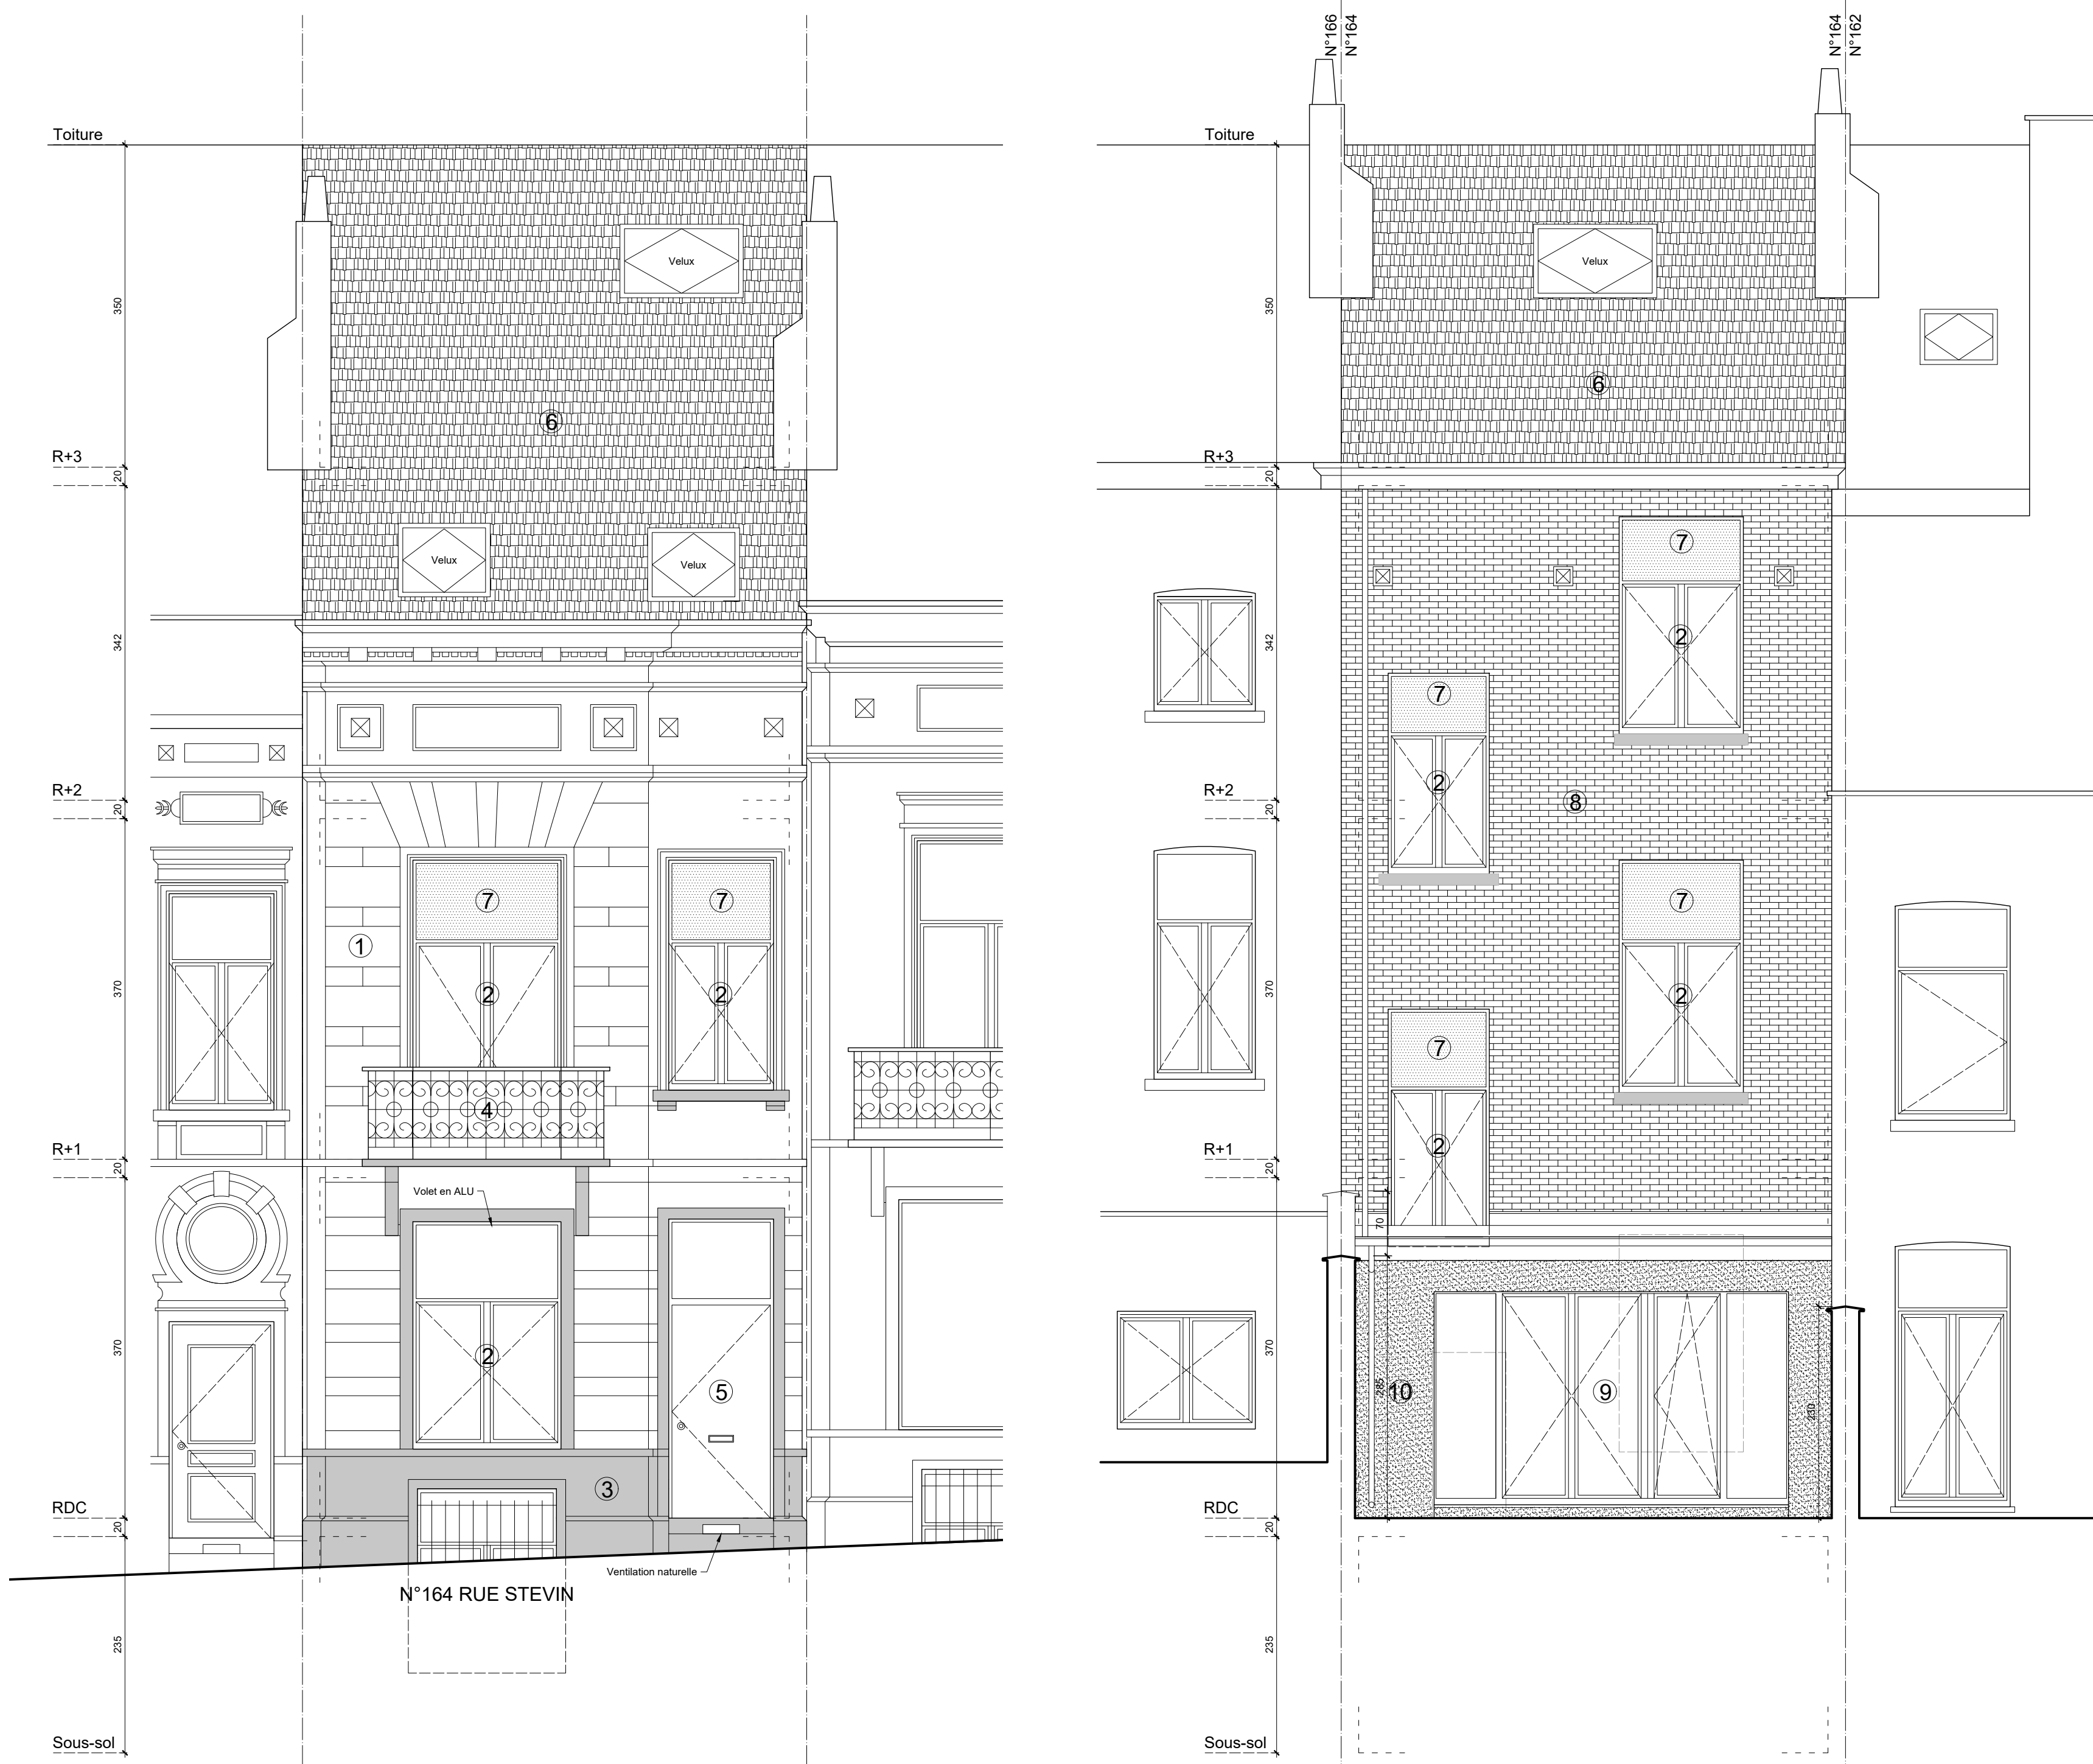 Toiture
350
R+3
20
342
R+2
20
370
R+1
20
370
RDC
20
235
Sous-sol
Velux
6
Velux
Velux
1
7
7
2
2
4
Volet en ALU
2
5
3
Ventilation naturelle
N°164 RUE STEVIN
N°166
N°164
N°164
N°162
Toiture
350
R+3
20
342
R+2
20
370
R+1
20
370
RDC
20
235
Sous-sol
Velux
6
7
2
7
2
8
7
2
7
2
70
285
10
9
230